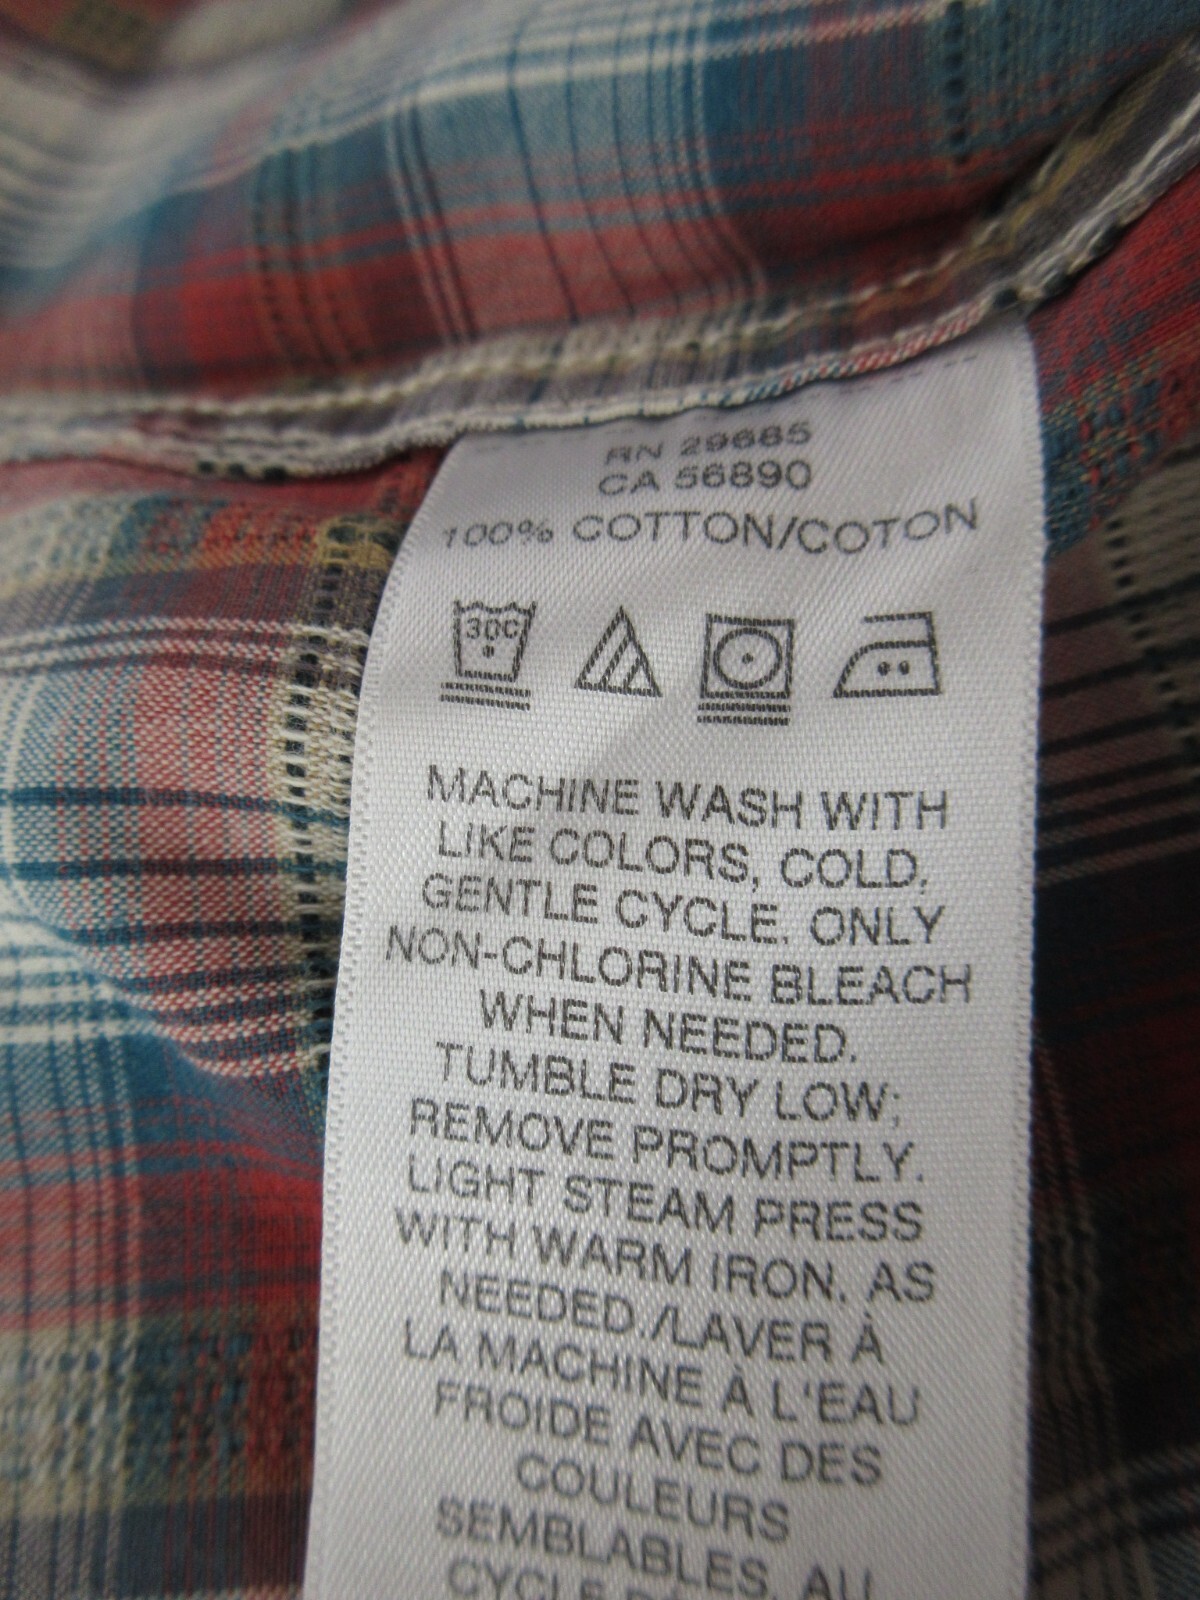 RN 29685
CA 56890
100% COTTON/COTON
30C
MACHINE WASH WITH
LIKE COLORS, COLD,
GENTLE CYCLE. ONLY
NON-CHLORINE BLEACH
WHEN NEEDED.
TUMBLE DRY LOW;
REMOVE PROMPTLY.
LIGHT STEAM PRESS
WITH WARM IRON, AS
NEEDED./LAVER À
LA MACHINE À L'EAU
FROIDE AVEC DES
COULEURS
SEMBLABLES, AU
CYCLE